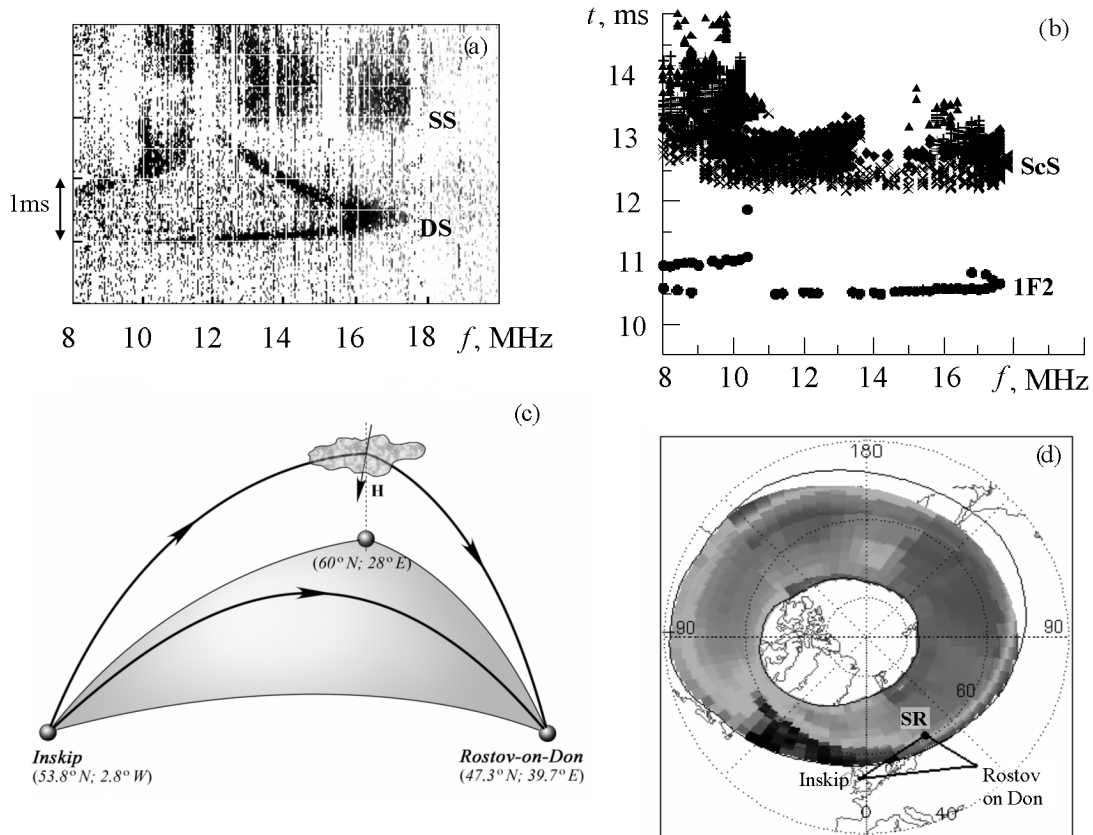 (a)
SS
DS
1ms
8 10 12 14 16 18 f, MHz
t, ms
(b)
14
13
12
11
10
ScS
1F2
8 10 12 14 16 f, MHz
(c)
H
(60° N; 28° E)
Inskip
(53.8° N; 2.8° W)
Rostov-on-Don
(47.3° N; 39.7° E)
(d)
180
-90
90
60
SR
Inskip
Rostov
on Don
0
40